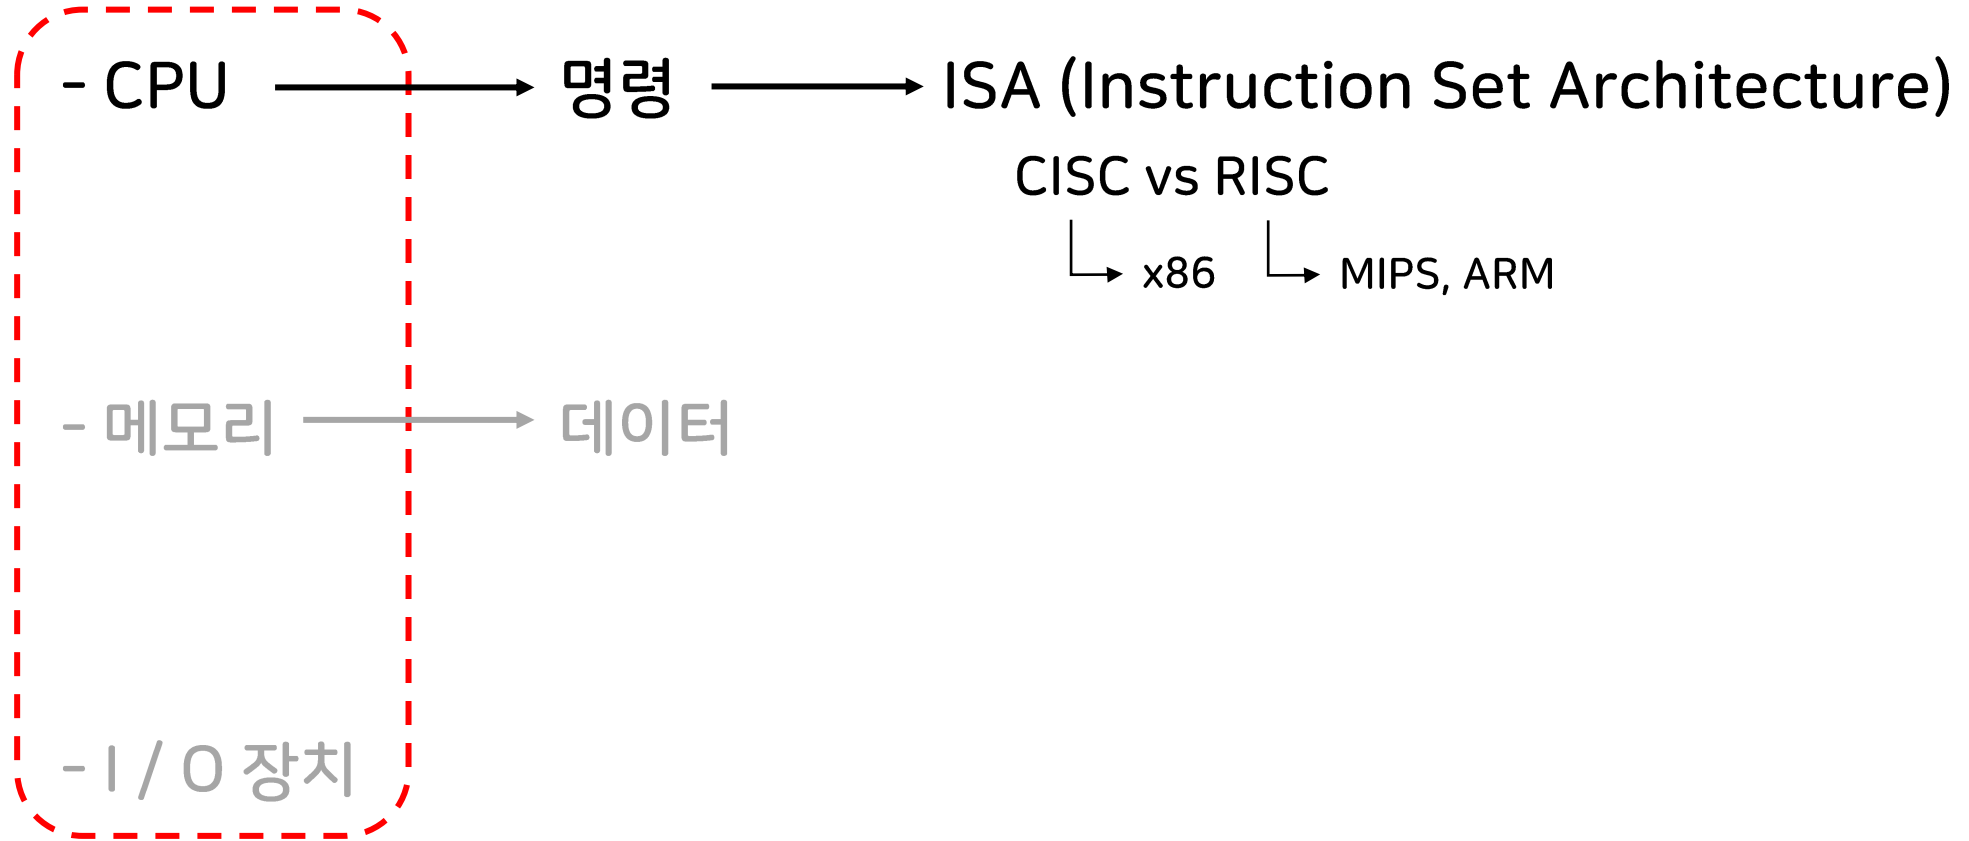 - CPU 명령 ISA (Instruction Set Architecture)
CISC vs RISC
x86 MIPS, ARM
- 메모리 데이터
- I / O 장치